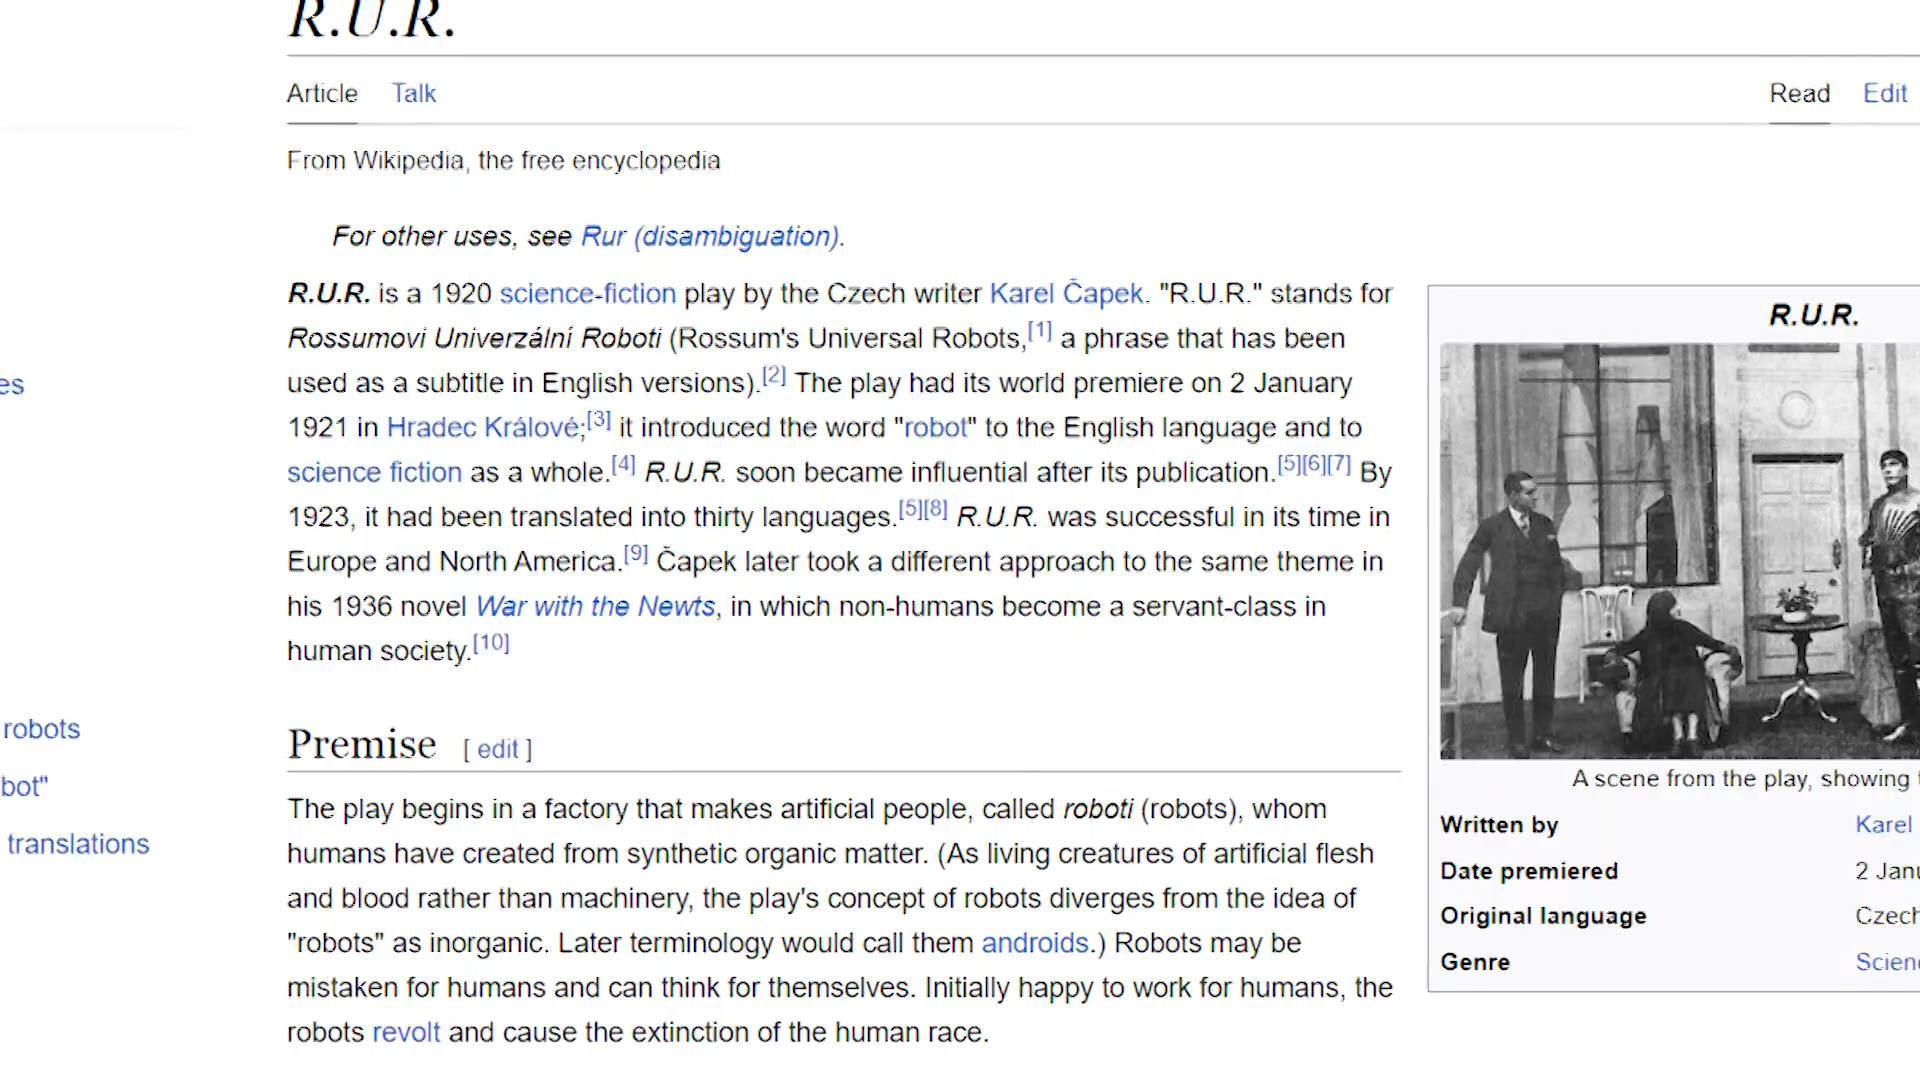 R.U.R.
Article Talk Read Edit
From Wikipedia, the free encyclopedia
For other uses, see Rur (disambiguation).
R.U.R. is a 1920 science-fiction play by the Czech writer Karel Čapek. "R.U.R." stands for
Rossumovi Univerzální Roboti (Rossum's Universal Robots,[1] a phrase that has been
used as a subtitle in English versions).[2] The play had its world premiere on 2 January
1921 in Hradec Králové;[3] it introduced the word "robot" to the English language and to
science fiction as a whole.[4] R.U.R. soon became influential after its publication.[5][6][7] By
1923, it had been translated into thirty languages.[5][8] R.U.R. was successful in its time in
Europe and North America.[9] Čapek later took a different approach to the same theme in
his 1936 novel War with the Newts, in which non-humans become a servant-class in
human society.[10]
Premise [ edit ]
The play begins in a factory that makes artificial people, called roboti (robots), whom
humans have created from synthetic organic matter. (As living creatures of artificial flesh
and blood rather than machinery, the play's concept of robots diverges from the idea of
"robots" as inorganic. Later terminology would call them androids.) Robots may be
mistaken for humans and can think for themselves. Initially happy to work for humans, the
robots revolt and cause the extinction of the human race.
es
robots
bot"
translations
R.U.R.
A scene from the play, showing
Written by Karel
Date premiered 2 Janu
Original language Czech
Genre Scien